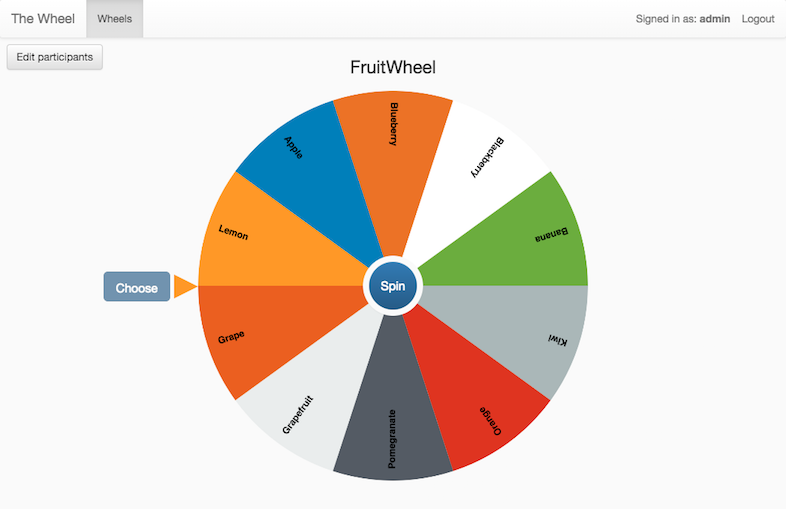 The Wheel Wheels Signed in as: admin Logout
Edit participants
FruitWheel
Blueberry
Blackberry
Apple
Banana
Lemon
Choose
Spin
Grape
Kiwi
Grapefruit
Orange
Pomegranate